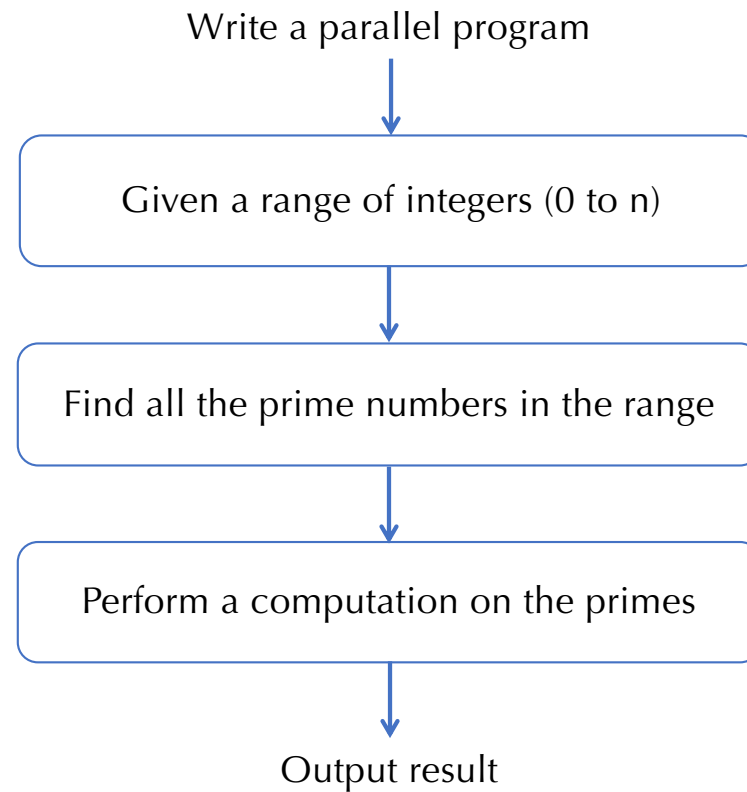 Write a parallel program
Given a range of integers (0 to n)
Find all the prime numbers in the range
Perform a computation on the primes
Output result